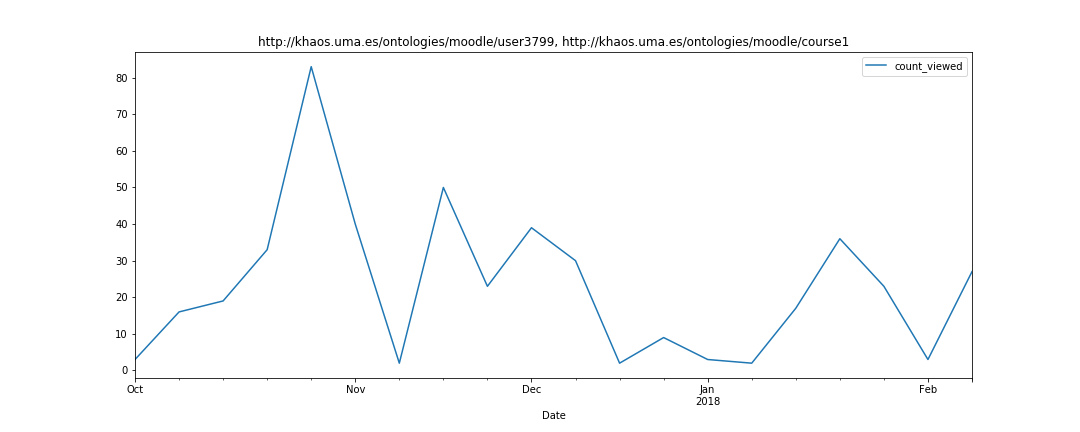 http://khaos.uma.es/ontologies/moodle/user3799, http://khaos.uma.es/ontologies/moodle/course1
count_viewed
80
70
60
50
40
30
20
10
0
Oct
Nov
Dec
Jan
2018
Feb
Date